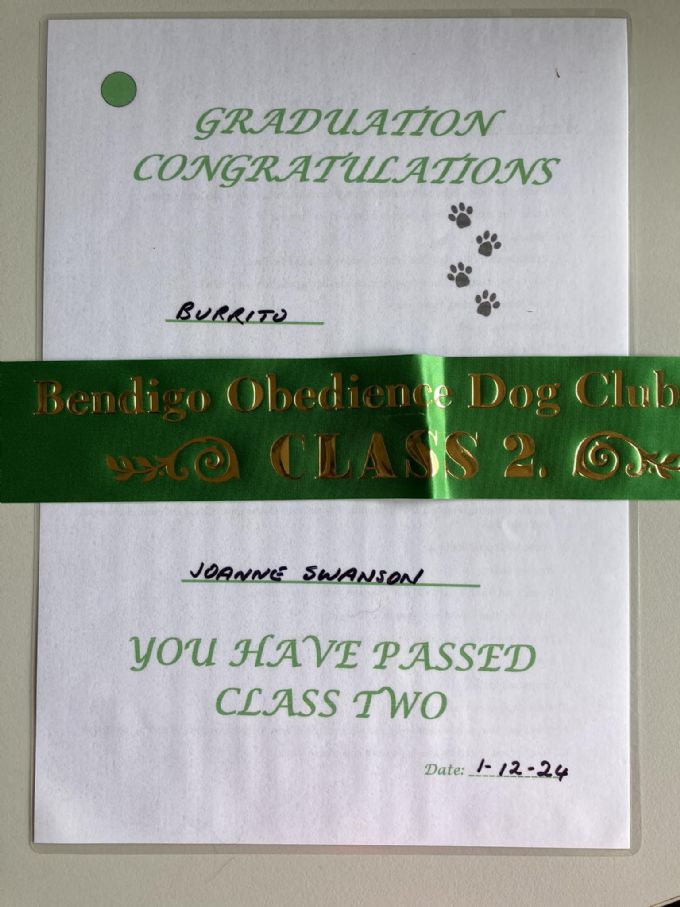 GRADUATION
CONGRATULATIONS
BURRITO
Bendigo Obedience Dog Club
CLASS 2.
JOANNE SWANSON
YOU HAVE PASSED
CLASS TWO
Date: 1-12-24